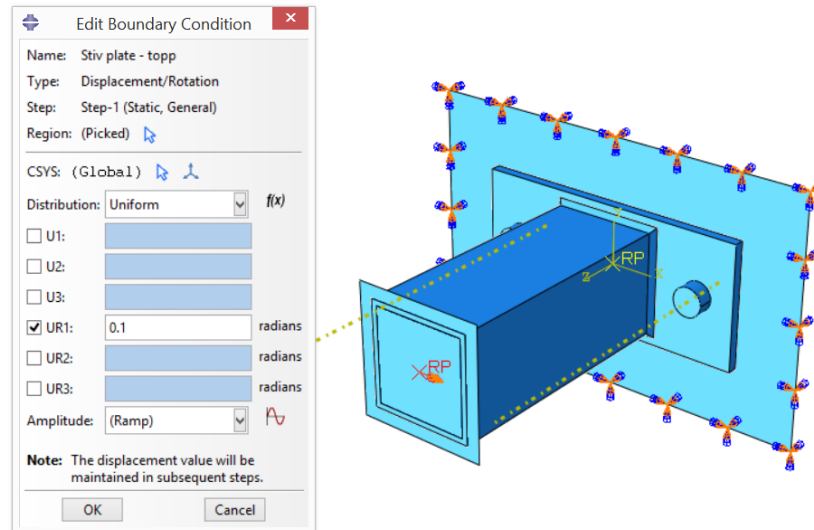 Edit Boundary Condition
Name: Stiv plate - topp
Type: Displacement/Rotation
Step: Step-1 (Static, General)
Region: (Picked)
CSYS: (Global)
Distribution: Uniform f(x)
U1:
U2:
U3:
UR1: 0.1 radians
UR2: radians
UR3: radians
Amplitude: (Ramp)
Note: The displacement value will be
maintained in subsequent steps.
OK Cancel
Y
RP
Z X
RP